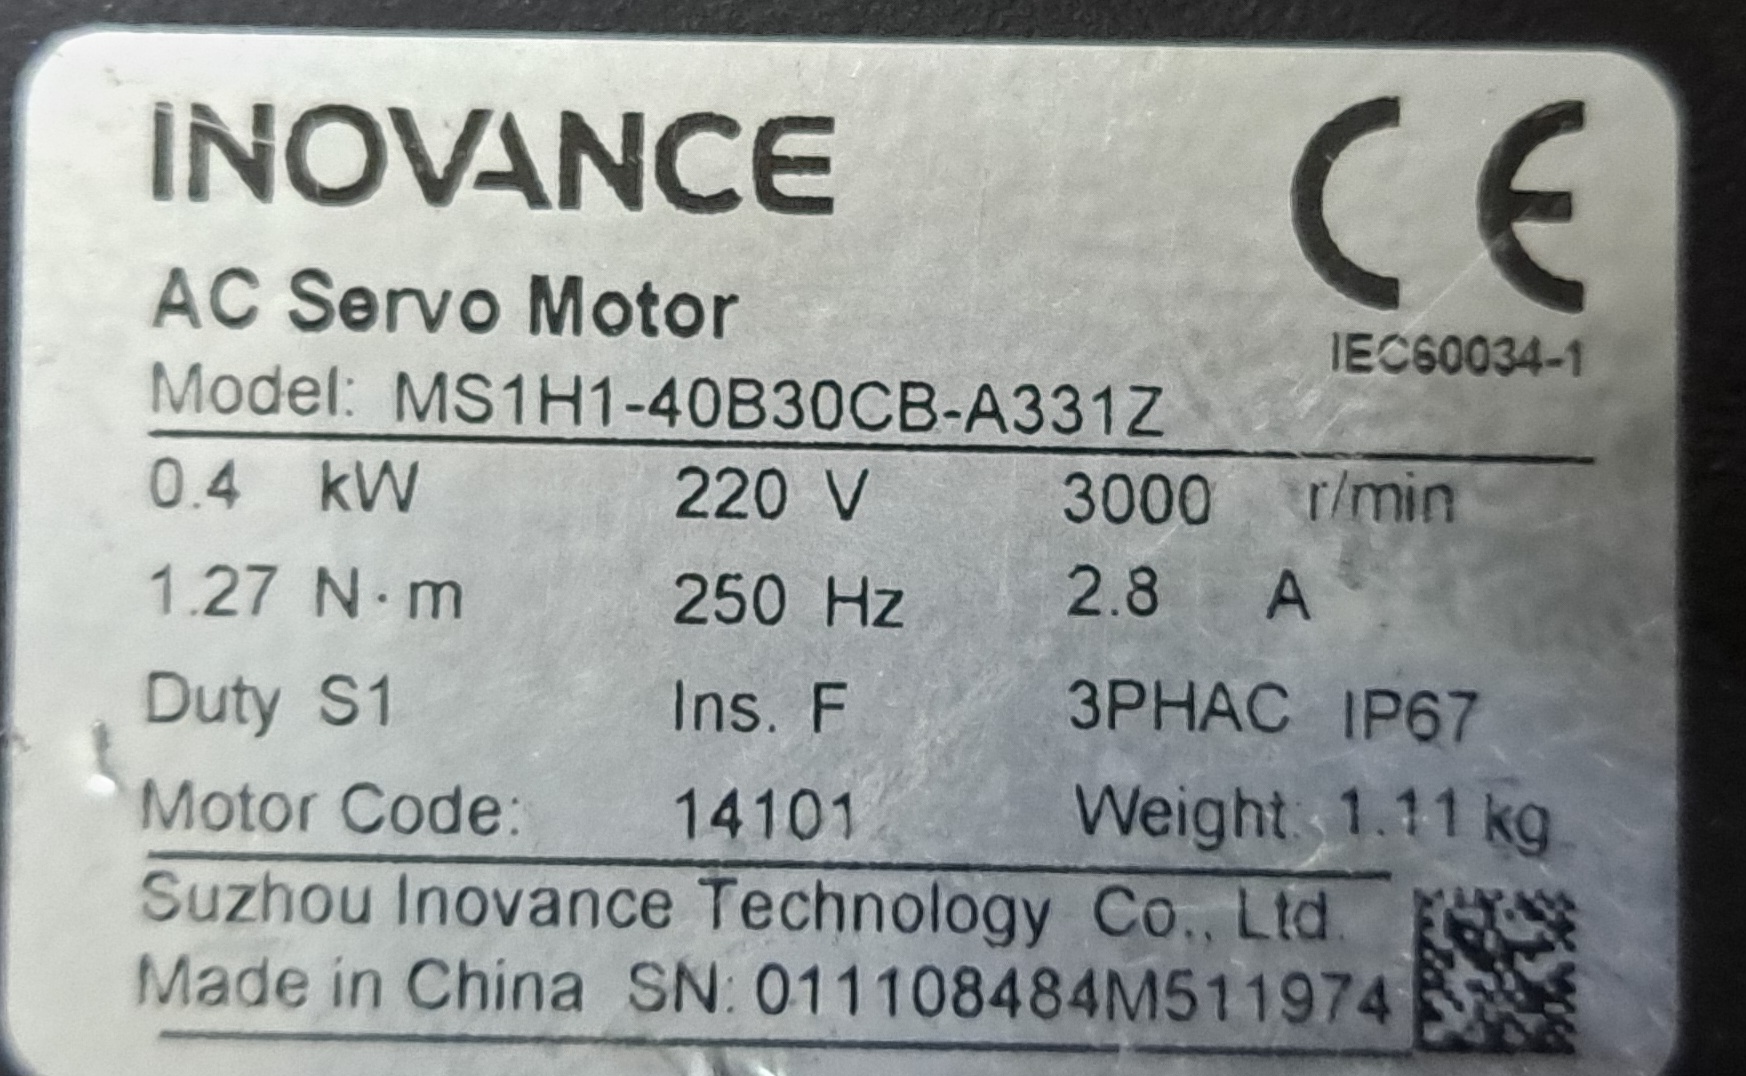 INOVANCE
CE
AC Servo Motor
IEC60034-1
Model: MS1H1-40B30CB-A331Z
0.4 kW 220 V 3000 r/min
1.27 N·m 250 Hz 2.8 A
Duty S1 Ins. F 3PHAC IP67
Motor Code: 14101 Weight: 1.11 kg
Suzhou Inovance Technology Co., Ltd.
Made in China SN: 011108484M511974